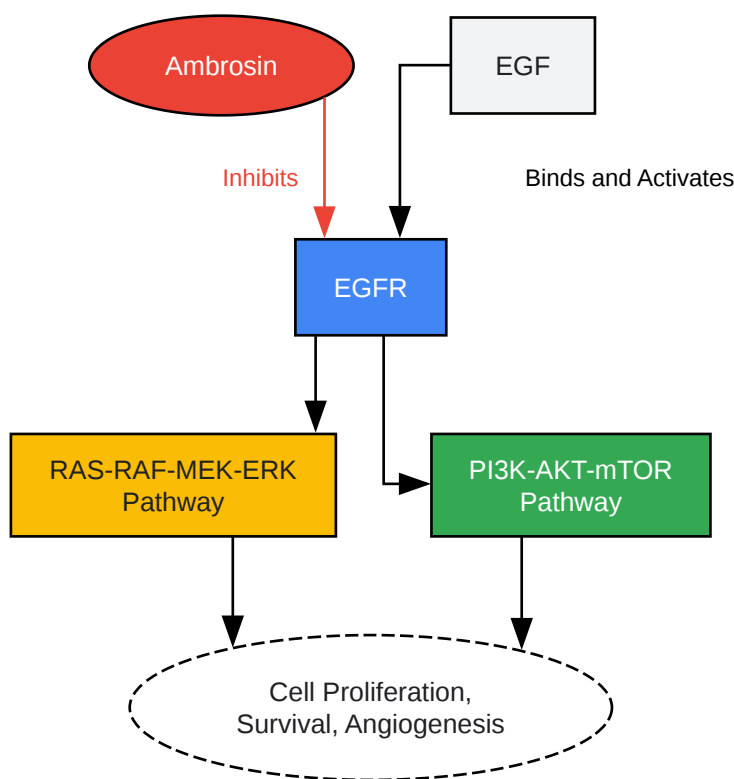 Ambrosin
EGF
Inhibits
Binds and Activates
EGFR
RAS-RAF-MEK-ERK
Pathway
PI3K-AKT-mTOR
Pathway
Cell Proliferation,
Survival, Angiogenesis